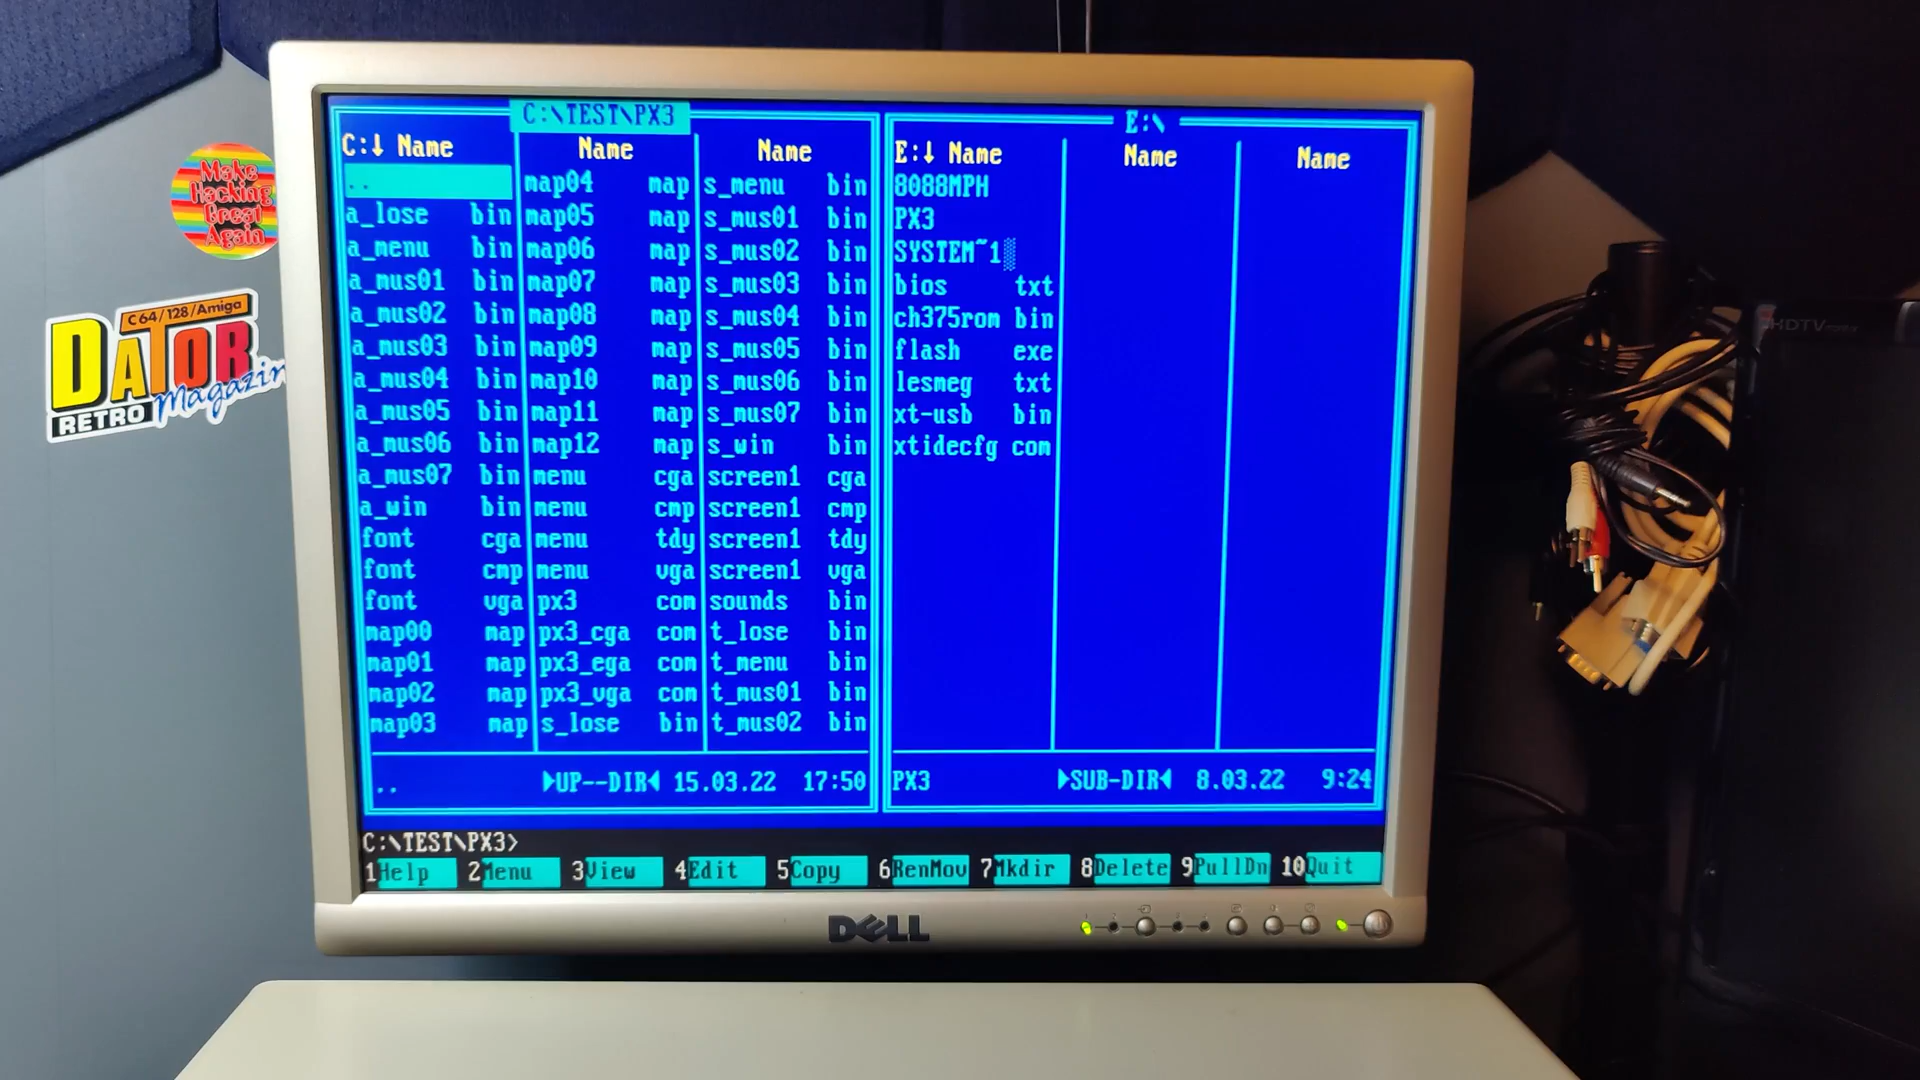 C:\TEST\PX3
E:\
C:↓ Name Name Name E:↓ Name Name Name
.. map04 map s_menu bin 8088MPH
a_lose bin map05 map s_mus01 bin PX3
a_menu bin map06 map s_mus02 bin SYSTEM~1▒
a_mus01 bin map07 map s_mus03 bin bios txt
a_mus02 bin map08 map s_mus04 bin ch375rom bin
a_mus03 bin map09 map s_mus05 bin flash exe
a_mus04 bin map10 map s_mus06 bin lesmeg txt
a_mus05 bin map11 map s_mus07 bin xt-usb bin
a_mus06 bin map12 map s_win bin xtidecfg com
a_mus07 bin menu cga screen1 cga
a_win bin menu cmp screen1 cmp
font cga menu tdy screen1 tdy
font cmp menu vga screen1 vga
font vga px3 com sounds bin
map00 map px3_cga com t_lose bin
map01 map px3_ega com t_menu bin
map02 map px3_vga com t_mus01 bin
map03 map s_lose bin t_mus02 bin
.. ►UP--DIR◄ 15.03.22 17:50 PX3 ►SUB-DIR◄ 8.03.22 9:24
C:\TEST\PX3>
1Help 2Menu 3View 4Edit 5Copy 6RenMov 7Mkdir 8Delete 9PullDn 10Quit
DELL
Make
Hacking
Great
Again
C64/128/Amiga
DATOR
Magazin
RETRO
HDTV